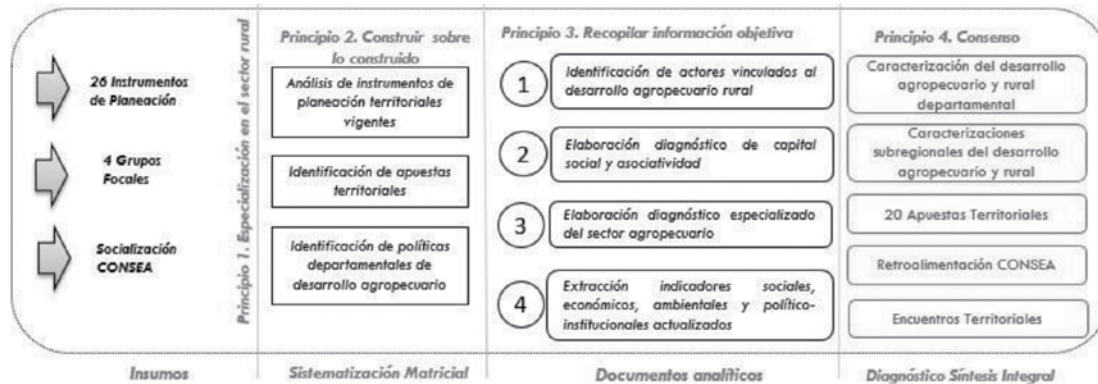 26 Instrumentos
de Planeación
4 Grupos
Focales
Socialización
CONSEA
Insumos
Principio 1. Especialización en el sector rural
Principio 2. Construir sobre
lo construido
Análisis de instrumentos de
planeación territoriales
vigentes
Identificación de apuestas
territoriales
Identificación de políticas
departamentales de
desarrollo agropecuario
Sistematización Matricial
Principio 3. Recopilar información objetiva
1
Identificación de actores vinculados al
desarrollo agropecuario rural
2
Elaboración diagnóstico de capital
social y asociatividad
3
Elaboración diagnóstico especializado
del sector agropecuario
4
Extracción indicadores sociales,
económicos, ambientales y político-
institucionales actualizados
Documentos analíticos
Principio 4. Consenso
Caracterización del desarrollo
agropecuario y rural
departamental
Caracterizaciones
subregionales del desarrollo
agropecuario y rural
20 Apuestas Territoriales
Retroalimentación CONSEA
Encuentros Territoriales
Diagnóstico Síntesis Integral